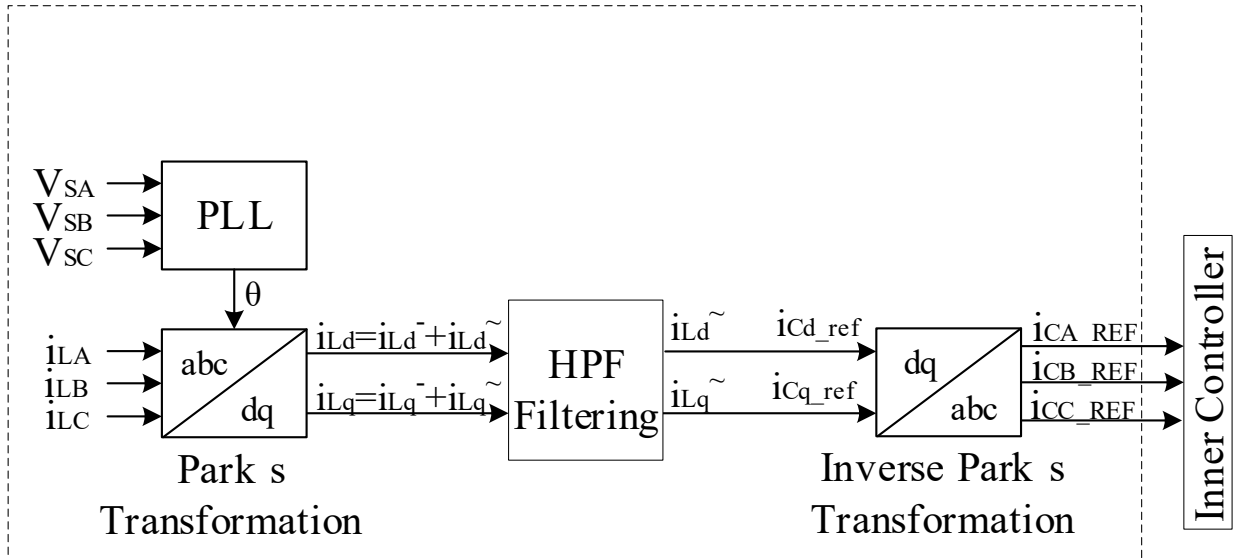 VSA
VSB
VSC
PLL
θ
iLA
iLB
iLC
abc
dq
Park s
Transformation
iLd=iLd-+iLd~
iLq=iLq-+iLq~
HPF
Filtering
iLd~
iLq~
iCd_ref
iCq_ref
dq
abc
Inverse Park s
Transformation
iCA_REF
iCB_REF
iCC_REF
Inner Controller